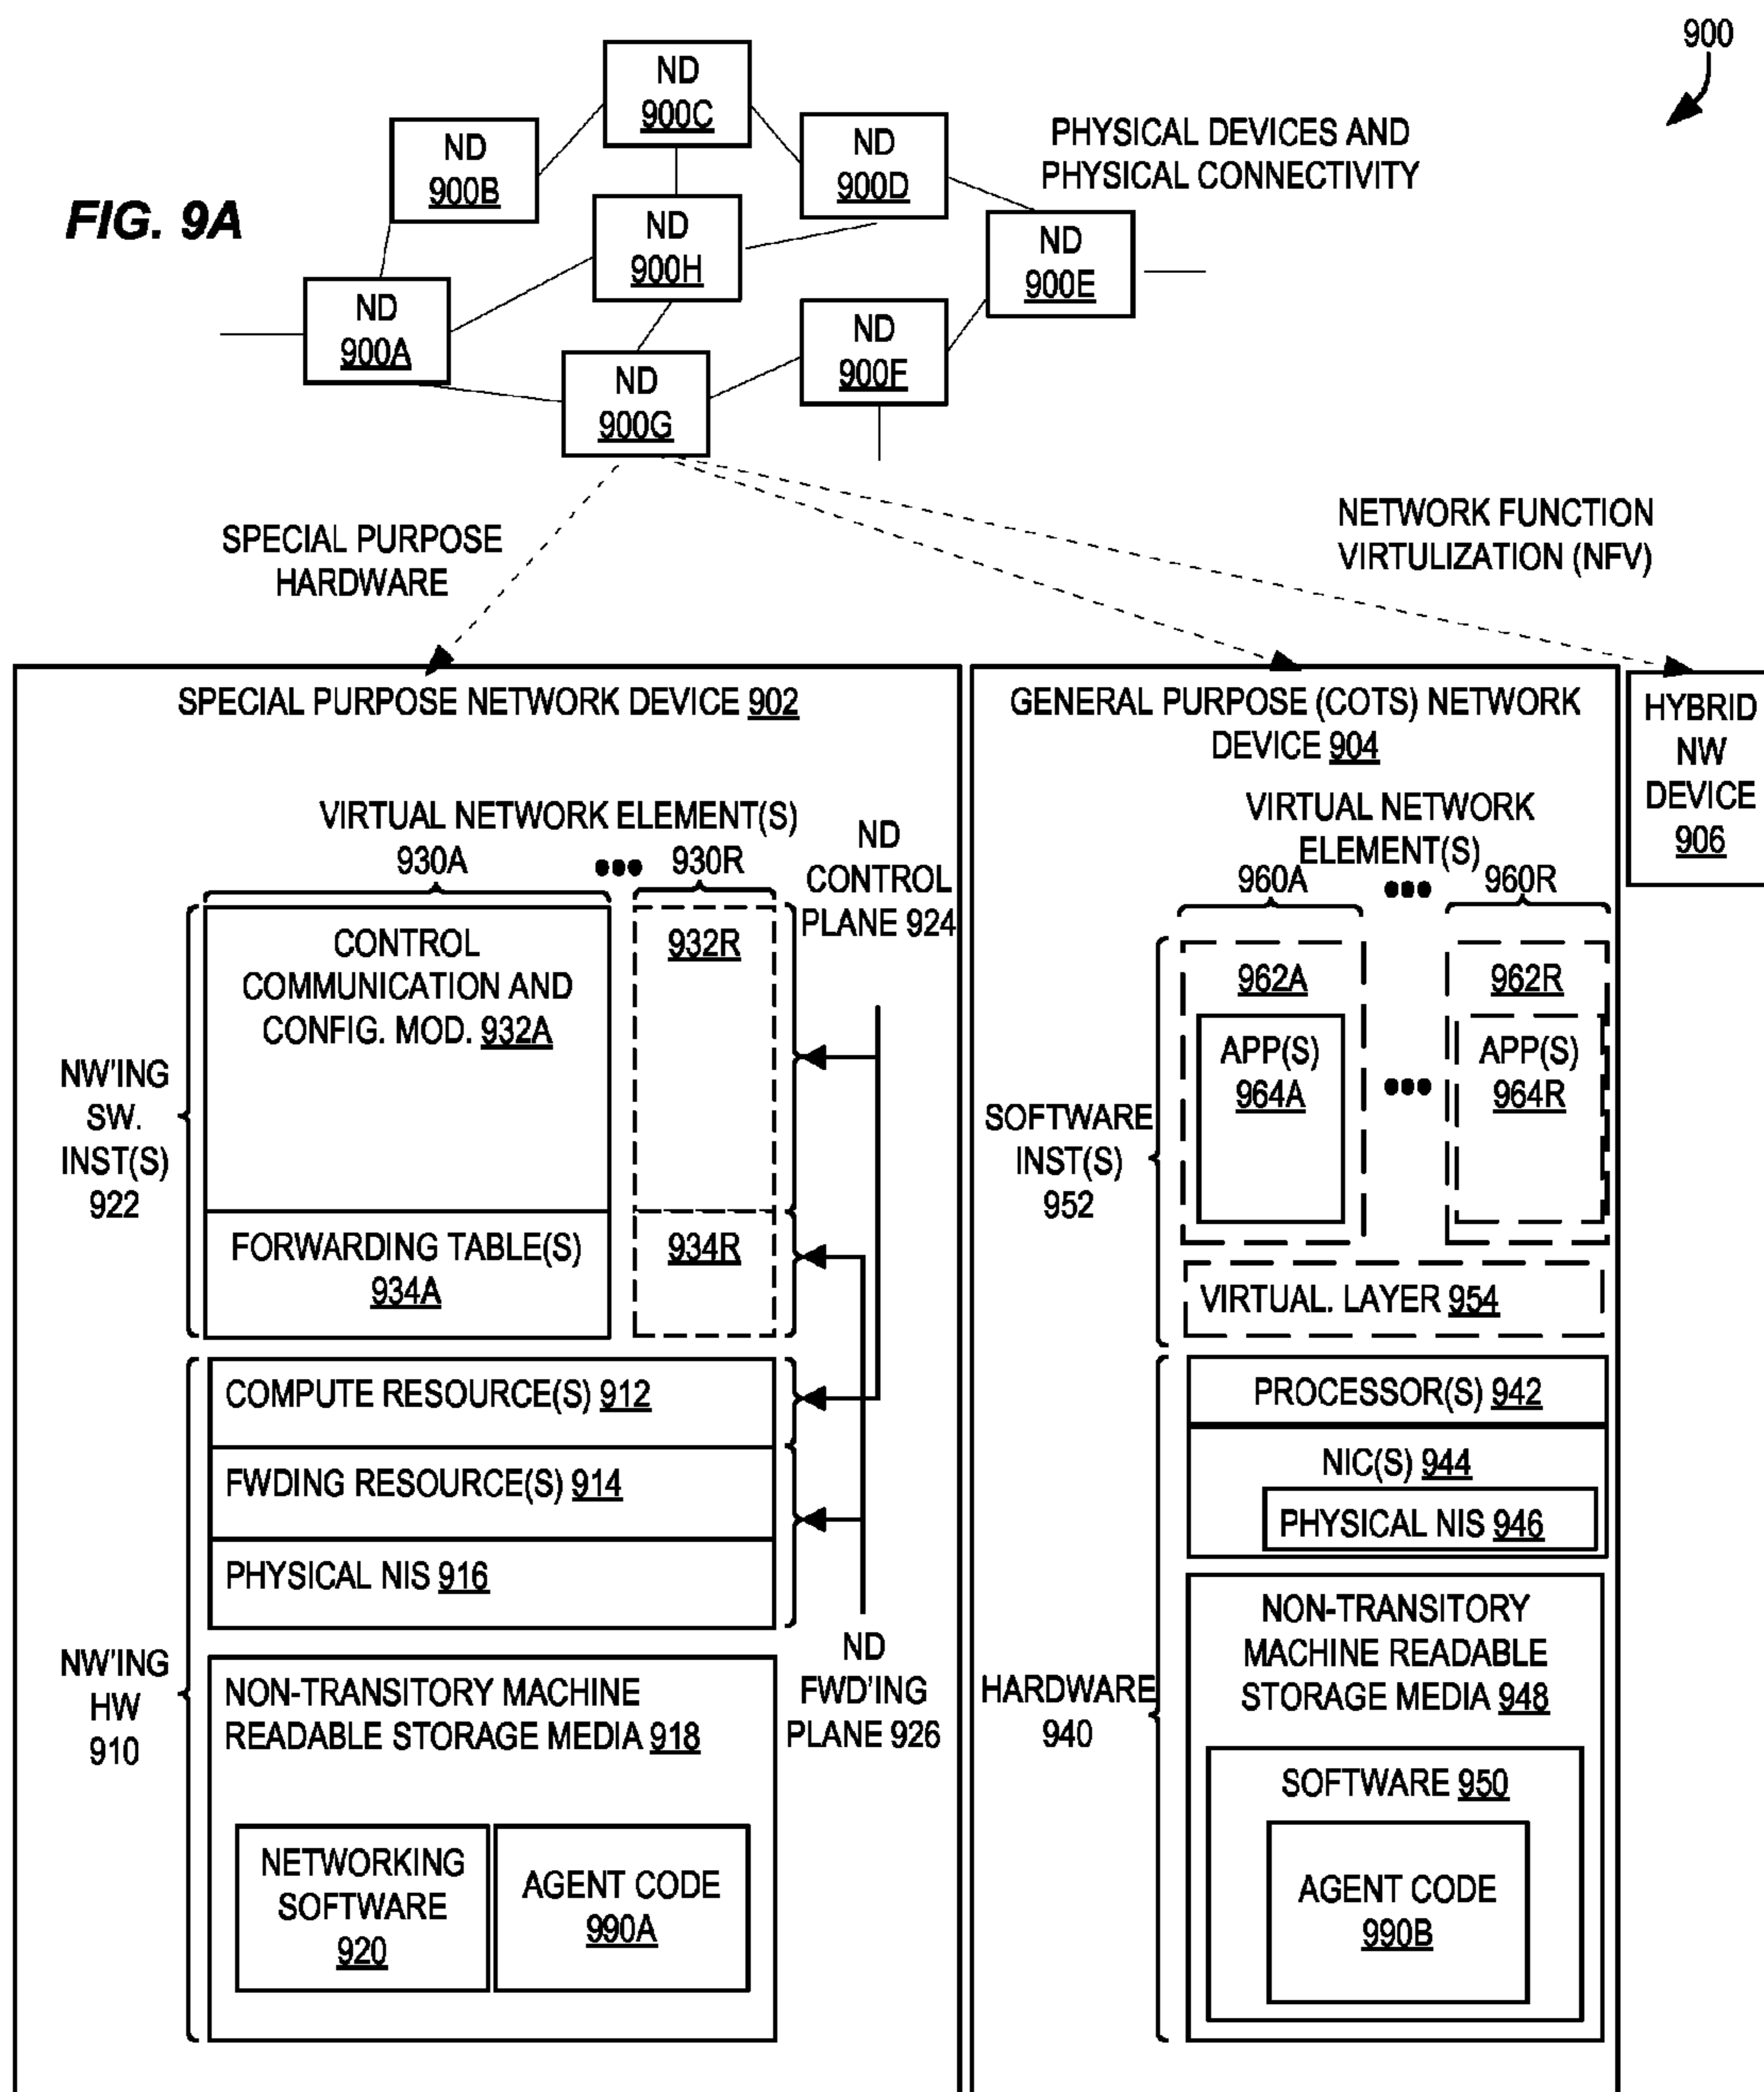 900
ND
900C
ND
900B
ND
900D
PHYSICAL DEVICES AND
PHYSICAL CONNECTIVITY
FIG. 9A
ND
900H
ND
900E
ND
900A
ND
900F
ND
900G
SPECIAL PURPOSE
HARDWARE
NETWORK FUNCTION
VIRTULIZATION (NFV)
SPECIAL PURPOSE NETWORK DEVICE 902
VIRTUAL NETWORK ELEMENT(S)
930A
930R
ND
CONTROL
PLANE 924
NW'ING
SW.
INST(S)
922
CONTROL
COMMUNICATION AND
CONFIG. MOD. 932A
932R
FORWARDING TABLE(S)
934A
934R
NW'ING
HW
910
COMPUTE RESOURCE(S) 912
FWDING RESOURCE(S) 914
PHYSICAL NIS 916
ND
FWD'ING
PLANE 926
NON-TRANSITORY MACHINE
READABLE STORAGE MEDIA 918
NETWORKING
SOFTWARE
920
AGENT CODE
990A
GENERAL PURPOSE (COTS) NETWORK
DEVICE 904
VIRTUAL NETWORK
ELEMENT(S)
960A
960R
SOFTWARE
INST(S)
952
962A
962R
APP(S)
964A
APP(S)
964R
VIRTUAL. LAYER 954
HARDWARE
940
PROCESSOR(S) 942
NIC(S) 944
PHYSICAL NIS 946
NON-TRANSITORY
MACHINE READABLE
STORAGE MEDIA 948
SOFTWARE 950
AGENT CODE
990B
HYBRID
NW
DEVICE
906